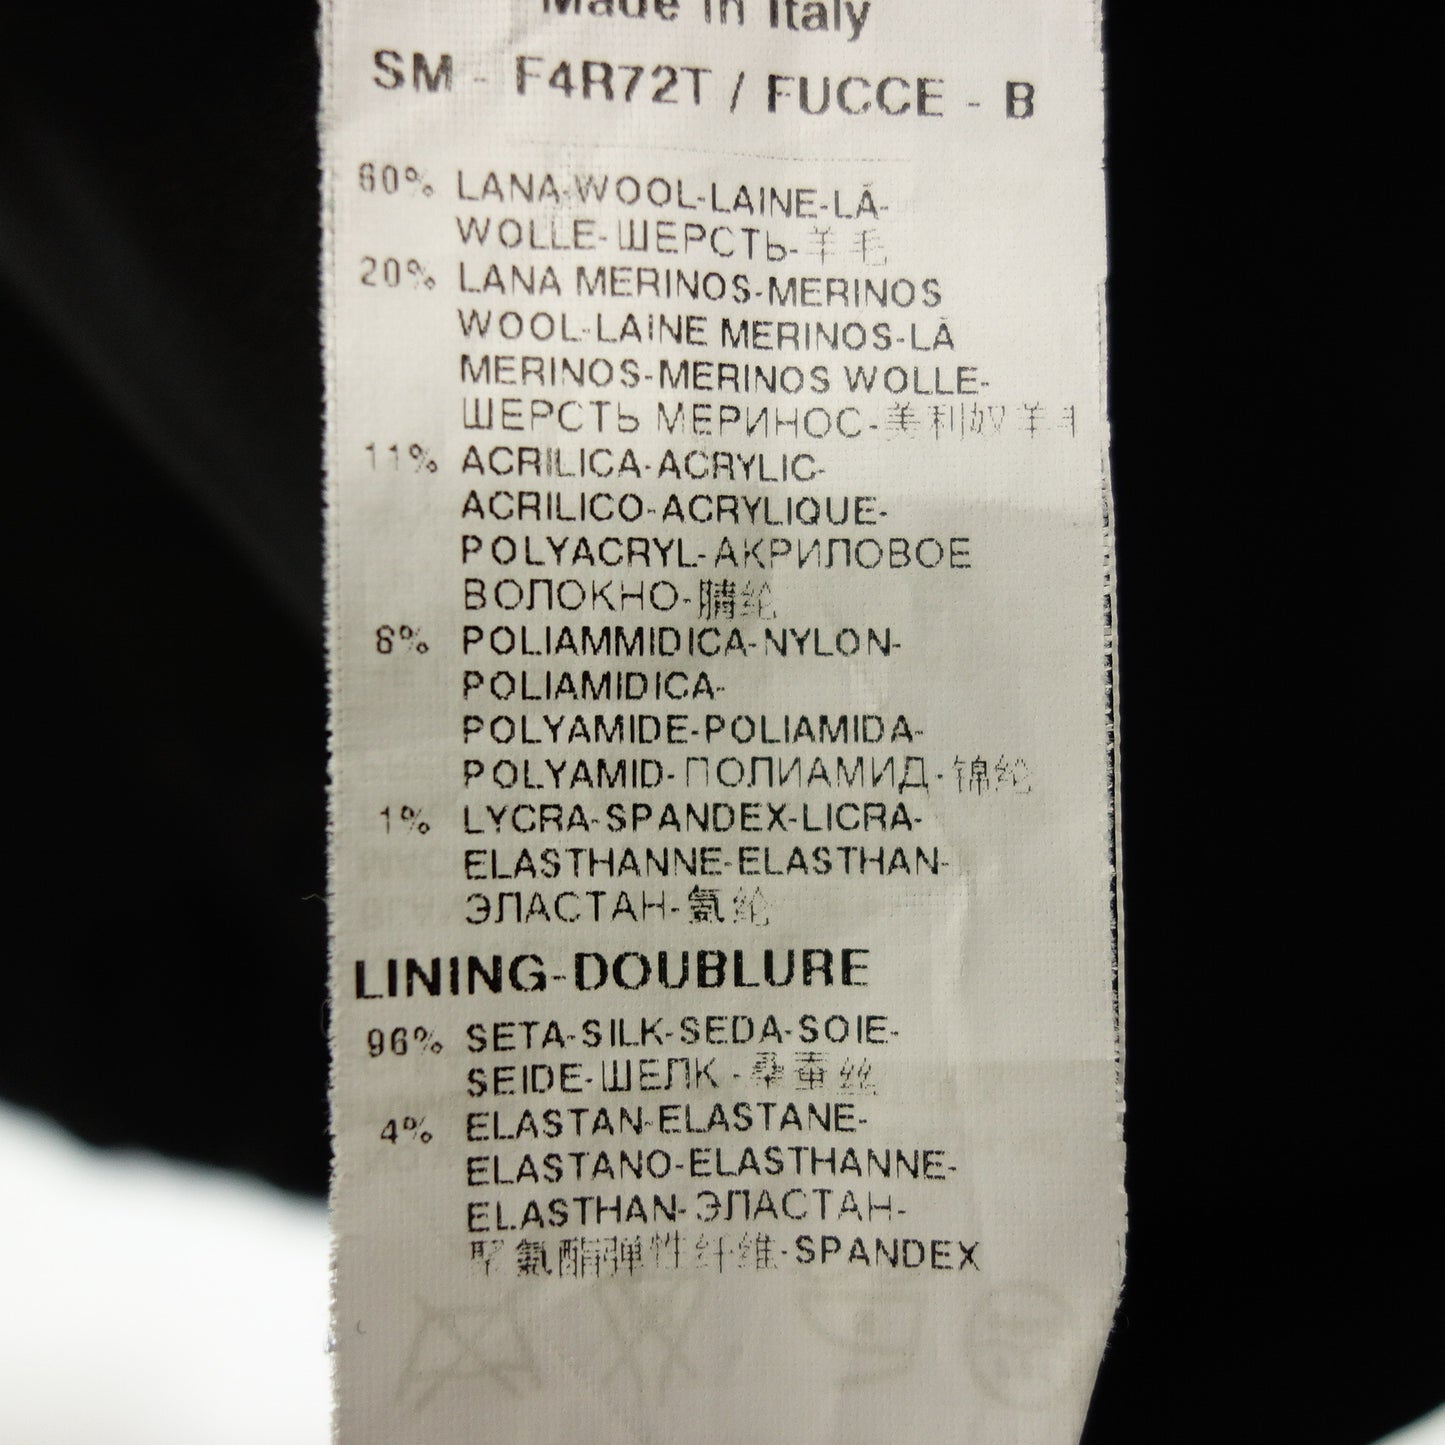 Made in Italy
SM - F4R72T / FUCCE - B
60% LANA-WOOL-LAINE-LÃ-
WOLLE-ШЕРСТЬ-羊毛
20% LANA MERINOS-MERINOS
WOOL-LAINE MERINOS-LÃ
MERINOS-MERINOS WOLLE-
ШЕРСТЬ МЕРИНОС-美利奴羊毛
11% ACRILICA-ACRYLIC-
ACRILICO-ACRYLIQUE-
POLYACRYL-АКРИЛОВОЕ
ВОЛОКНО-腈纶
8% POLIAMMIDICA-NYLON-
POLIAMIDICA-
POLYAMIDE-POLIAMIDA-
POLYAMID-ПОЛИАМИД-锦纶
1% LYCRA-SPANDEX-LICRA-
ELASTHANNE-ELASTHAN-
ЭЛАСТАН-氨纶
LINING-DOUBLURE
96% SETA-SILK-SEDA-SOIE-
SEIDE-ШЕЛК-桑蚕丝
4% ELASTAN-ELASTANE-
ELASTANO-ELASTHANNE-
ELASTHAN-ЭЛАСТАН-
聚氨酯弹性纤维-SPANDEX